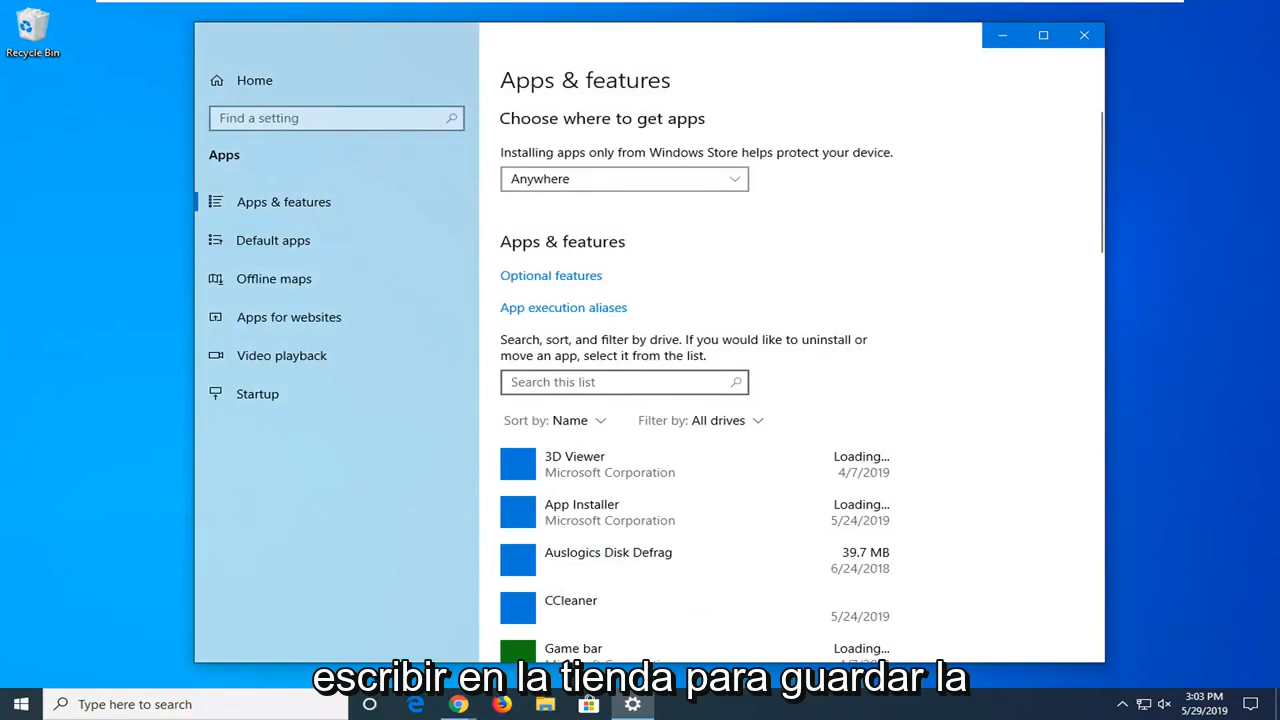 Recycle Bin
Home
Find a setting
Apps
Apps & features
Default apps
Offline maps
Apps for websites
Video playback
Startup
Apps & features
Choose where to get apps
Installing apps only from Windows Store helps protect your device.
Anywhere
Apps & features
Optional features
App execution aliases
Search, sort, and filter by drive. If you would like to uninstall or
move an app, select it from the list.
Search this list
Sort by: Name Filter by: All drives
3D Viewer Loading...
Microsoft Corporation 4/7/2019
App Installer Loading...
Microsoft Corporation 5/24/2019
Auslogics Disk Defrag 39.7 MB
6/24/2018
CCleaner
5/24/2019
Game bar Loading...
escribir en la tienda para guardar la
Type here to search
3:03 PM
5/29/2019